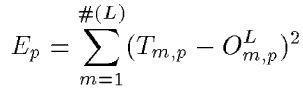 E_p = \sum_{m=1}^{\#(L)} (T_{m,p} - O_{m,p}^{L})^2